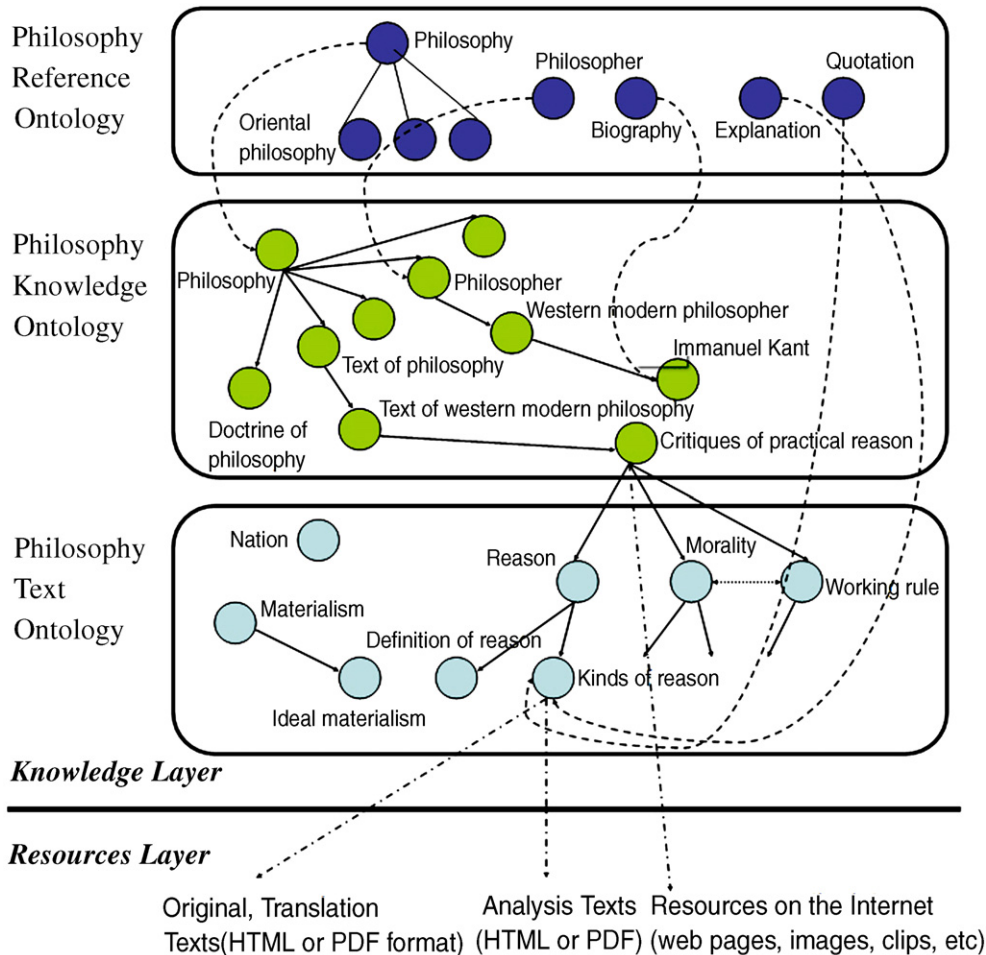 Philosophy
Reference
Ontology
Philosophy
Oriental
philosophy
Philosopher
Biography
Explanation
Quotation
Philosophy
Knowledge
Ontology
Philosophy
Philosopher
Western modern philosopher
Immanuel Kant
Text of philosophy
Text of western modern philosophy
Doctrine of
philosophy
Critiques of practical reason
Philosophy
Text
Ontology
Nation
Reason
Morality
Working rule
Materialism
Definition of reason
Kinds of reason
Ideal materialism
Knowledge Layer
Resources Layer
Original, Translation
Texts(HTML or PDF format)
Analysis Texts
(HTML or PDF)
Resources on the Internet
(web pages, images, clips, etc)